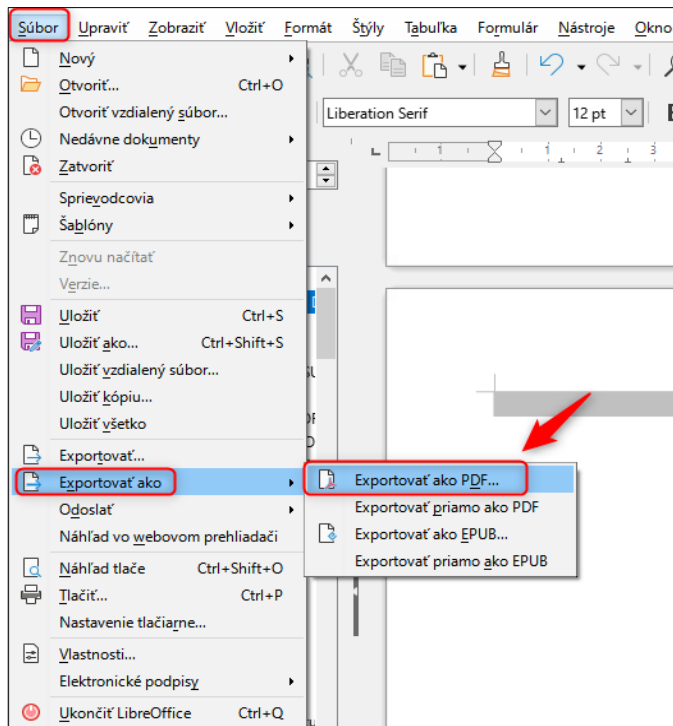 Súbor Upraviť Zobraziť Vložiť Formát Štýly Tabuľka Formulár Nástroje Okno
Nový
Otvoriť... Ctrl+O
Otvoriť vzdialený súbor...
Liberation Serif 12 pt
Nedávne dokumenty
Zatvoriť
1 1 2 3
Sprievodcovia
Šablóny
Znovu načítať
Verzie...
Uložiť Ctrl+S
Uložiť ako... Ctrl+Shift+S
Uložiť vzdialený súbor...
Uložiť kópiu...
Uložiť všetko
Exportovať...
Exportovať ako
Exportovať ako PDF...
Odoslať
Exportovať priamo ako PDF
Náhľad vo webovom prehliadači
Exportovať ako EPUB...
Exportovať priamo ako EPUB
Náhľad tlače Ctrl+Shift+O
Tlačiť... Ctrl+P
Nastavenie tlačiarne...
Vlastnosti...
Elektronické podpisy
Ukončiť LibreOffice Ctrl+Q